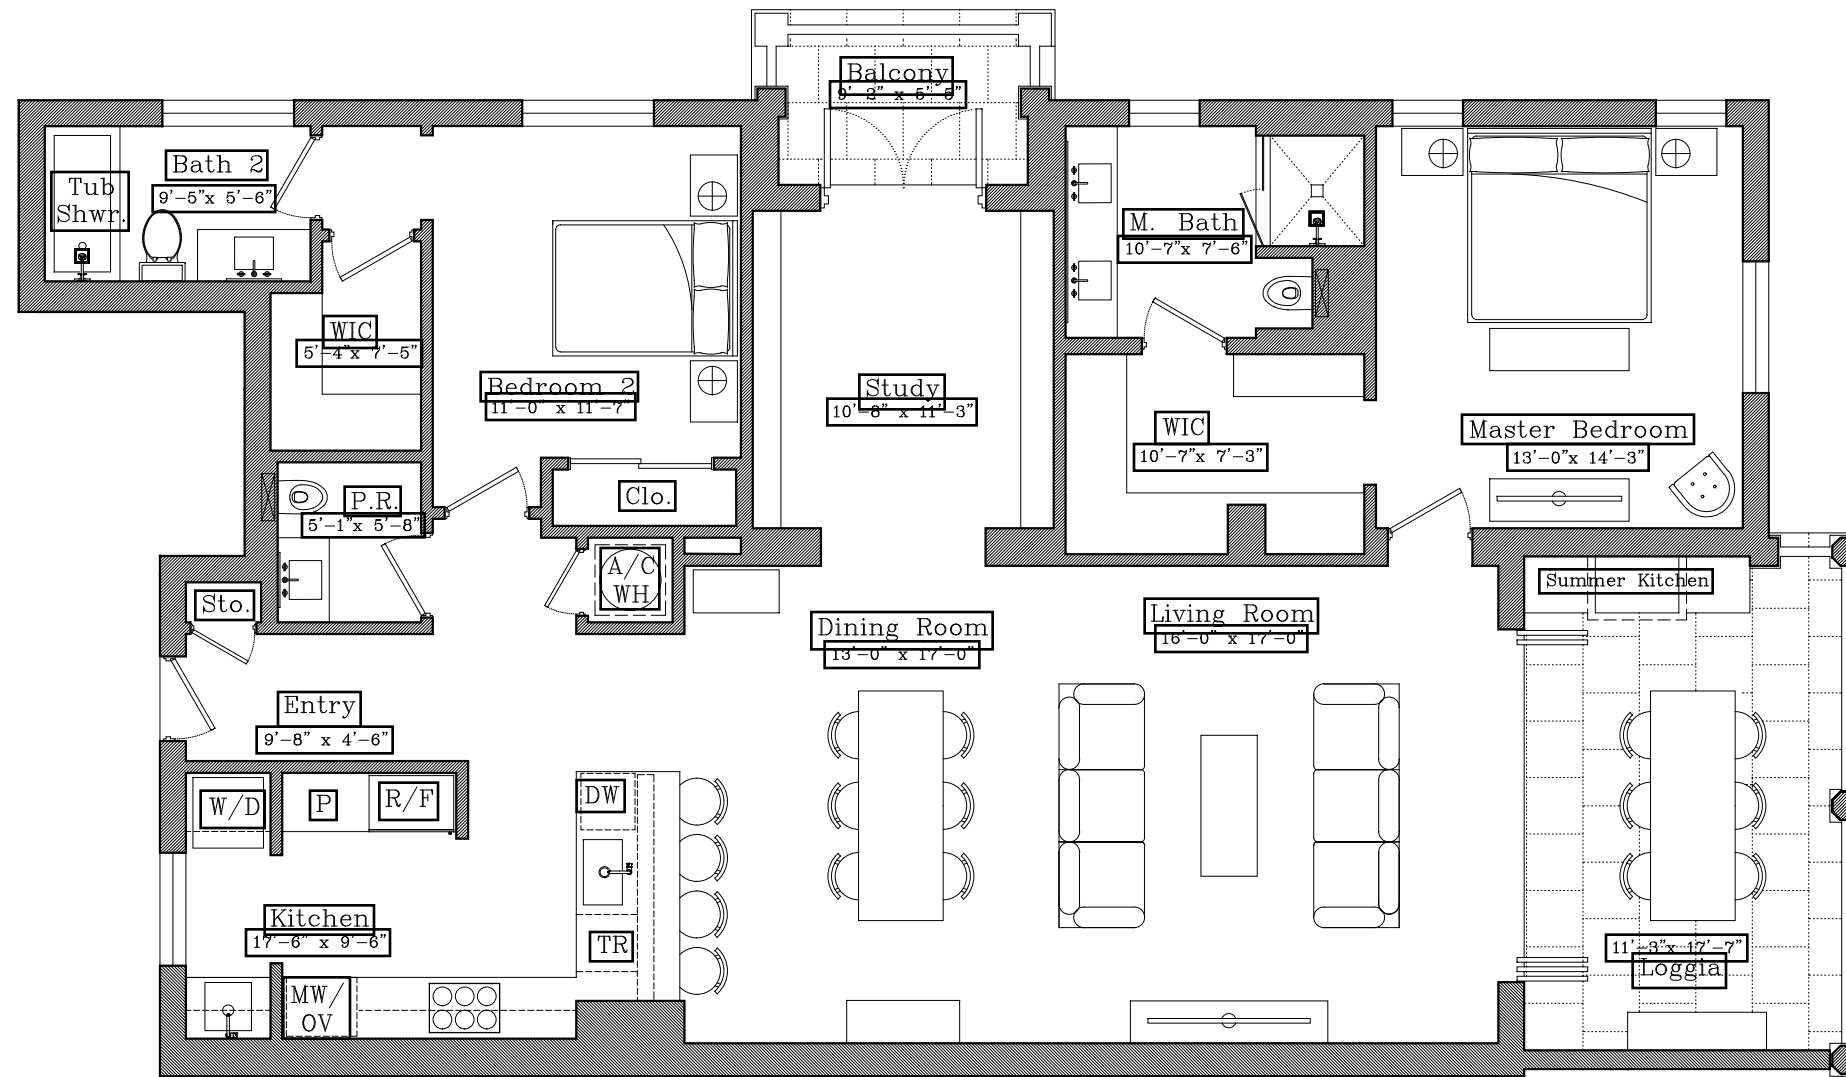 Balcony
9'-2" x 5'-5"
Bath 2
9'-5"x 5'-6"
Tub
Shwr.
M. Bath
10'-7"x 7'-6"
WIC
5'-4"x 7'-5"
Bedroom 2
11'-0" x 11'-7"
Study
10'-8" x 11'-3"
WIC
10'-7"x 7'-3"
Master Bedroom
13'-0"x 14'-3"
Clo.
P.R.
5'-1"x 5'-8"
A/C
WH
Sto.
Summer Kitchen
Dining Room
13'-0" x 17'-0"
Living Room
16'-0" x 17'-0"
Entry
9'-8" x 4'-6"
W/D
P
R/F
DW
Kitchen
17'-6" x 9'-6"
TR
11'-3"x 17'-7"
Loggia
MW/
OV